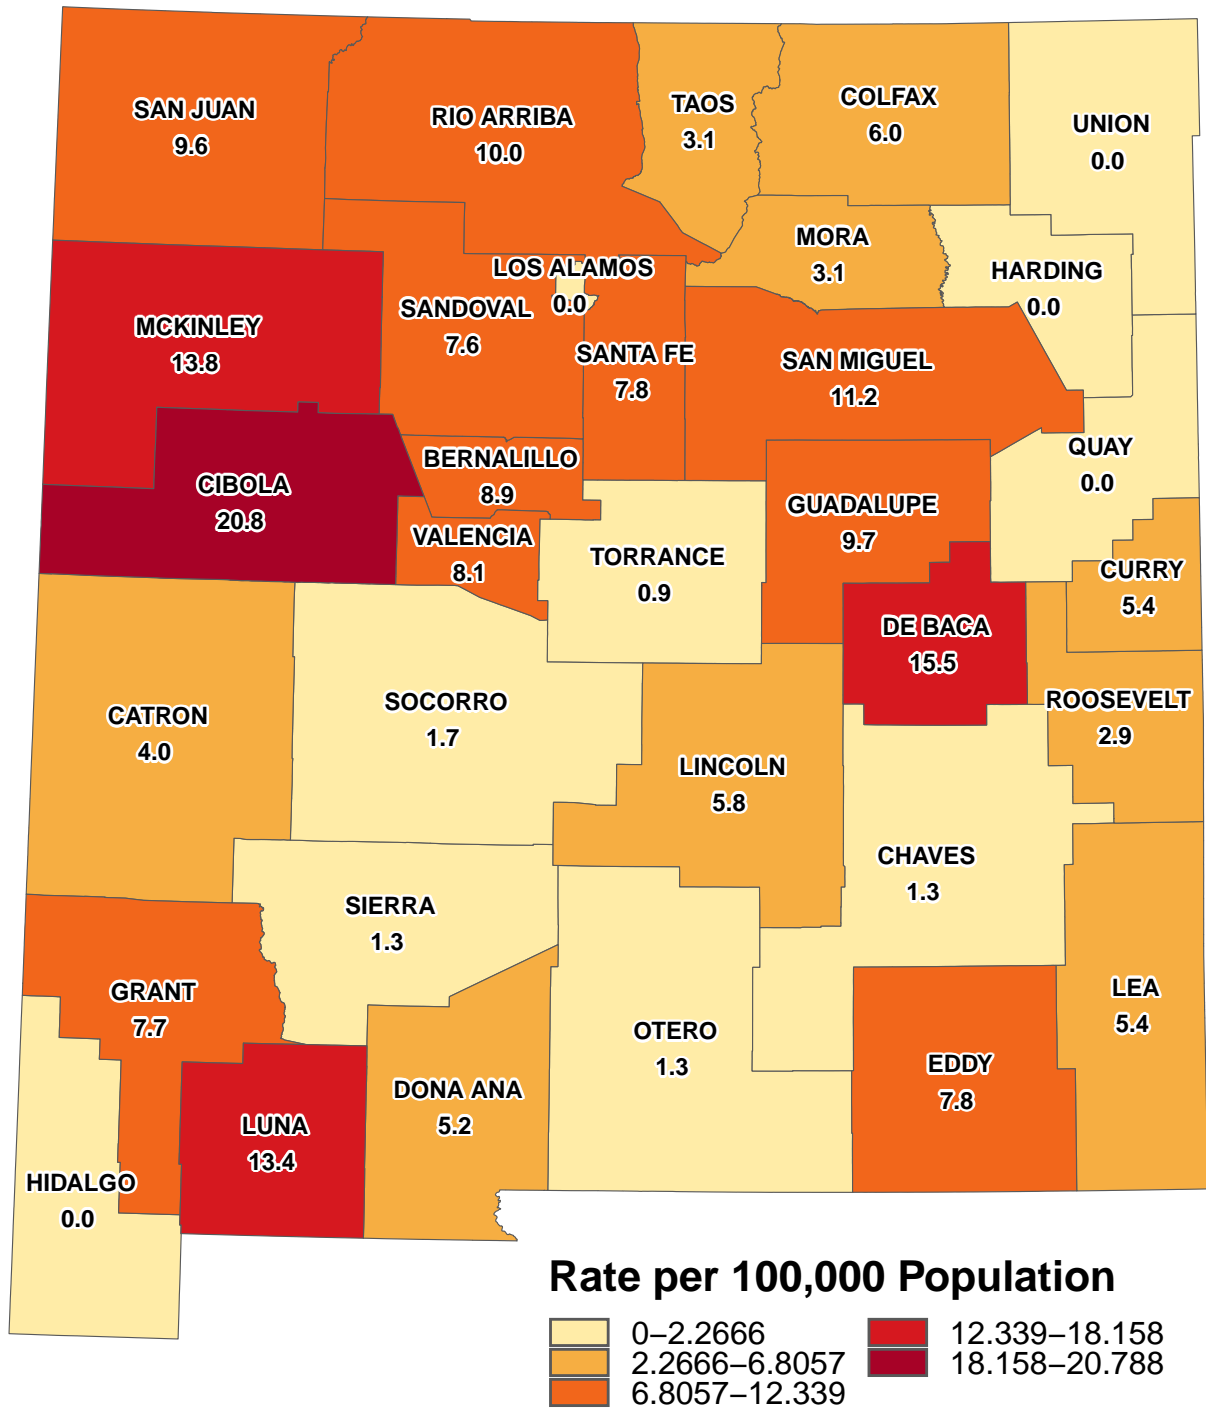 SAN JUAN
9.6
RIO ARRIBA
10.0
TAOS
3.1
COLFAX
6.0
UNION
0.0
MORA
3.1
HARDING
0.0
LOS ALAMOS
0.0
SANDOVAL
7.6
MCKINLEY
13.8
SANTA FE
7.8
SAN MIGUEL
11.2
QUAY
0.0
BERNALILLO
8.9
CIBOLA
20.8
GUADALUPE
9.7
VALENCIA
8.1
TORRANCE
0.9
CURRY
5.4
DE BACA
15.5
ROOSEVELT
2.9
CATRON
4.0
SOCORRO
1.7
LINCOLN
5.8
CHAVES
1.3
SIERRA
1.3
GRANT
7.7
LEA
5.4
OTERO
1.3
EDDY
7.8
DONA ANA
5.2
LUNA
13.4
HIDALGO
0.0
Rate per 100,000 Population
0–2.2666
2.2666–6.8057
6.8057–12.339
12.339–18.158
18.158–20.788